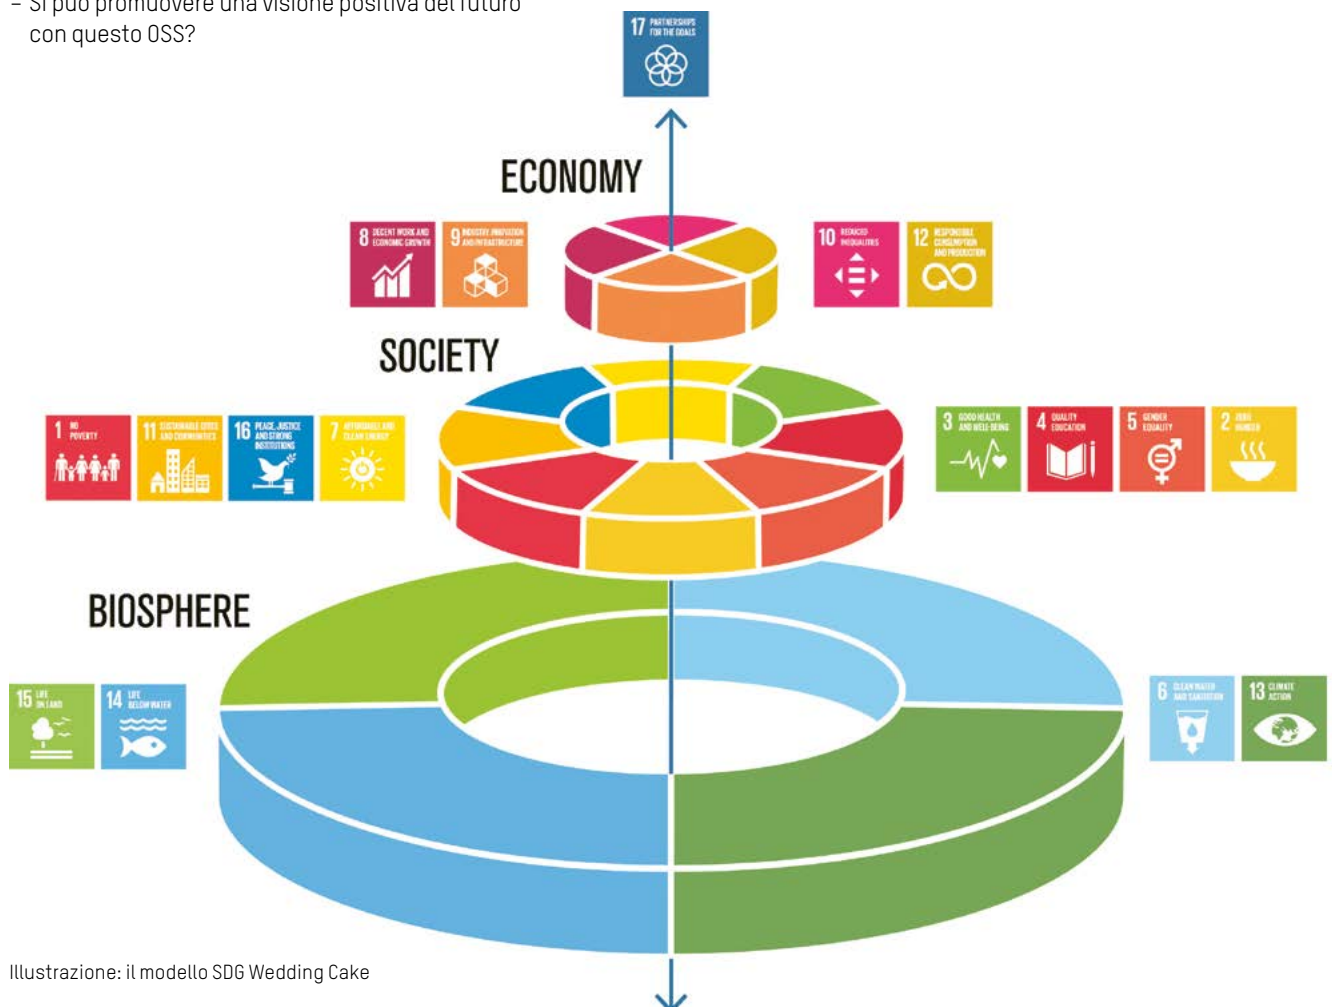 – Si può promuovere una visione positiva del futuro
con questo OSS?
17 PARTNERSHIPS
FOR THE GOALS
ECONOMY
8 DECENT WORK AND
ECONOMIC GROWTH
9 INDUSTRY, INNOVATION
AND INFRASTRUCTURE
10 REDUCED
INEQUALITIES
12 RESPONSIBLE
CONSUMPTION
AND PRODUCTION
SOCIETY
1 NO
POVERTY
11 SUSTAINABLE CITIES
AND COMMUNITIES
16 PEACE, JUSTICE
AND STRONG
INSTITUTIONS
7 AFFORDABLE AND
CLEAN ENERGY
3 GOOD HEALTH
AND WELL-BEING
4 QUALITY
EDUCATION
5 GENDER
EQUALITY
2 ZERO
HUNGER
BIOSPHERE
15 LIFE
ON LAND
14 LIFE
BELOW WATER
6 CLEAN WATER
AND SANITATION
13 CLIMATE
ACTION
Illustrazione: il modello SDG Wedding Cake